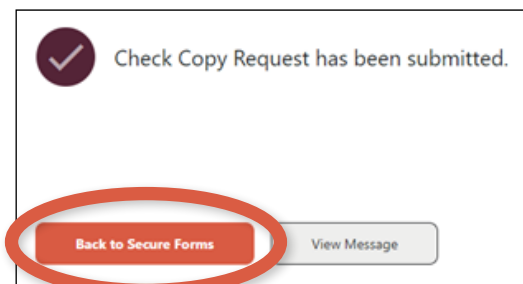 Check Copy Request has been submitted.
Back to Secure Forms
View Message